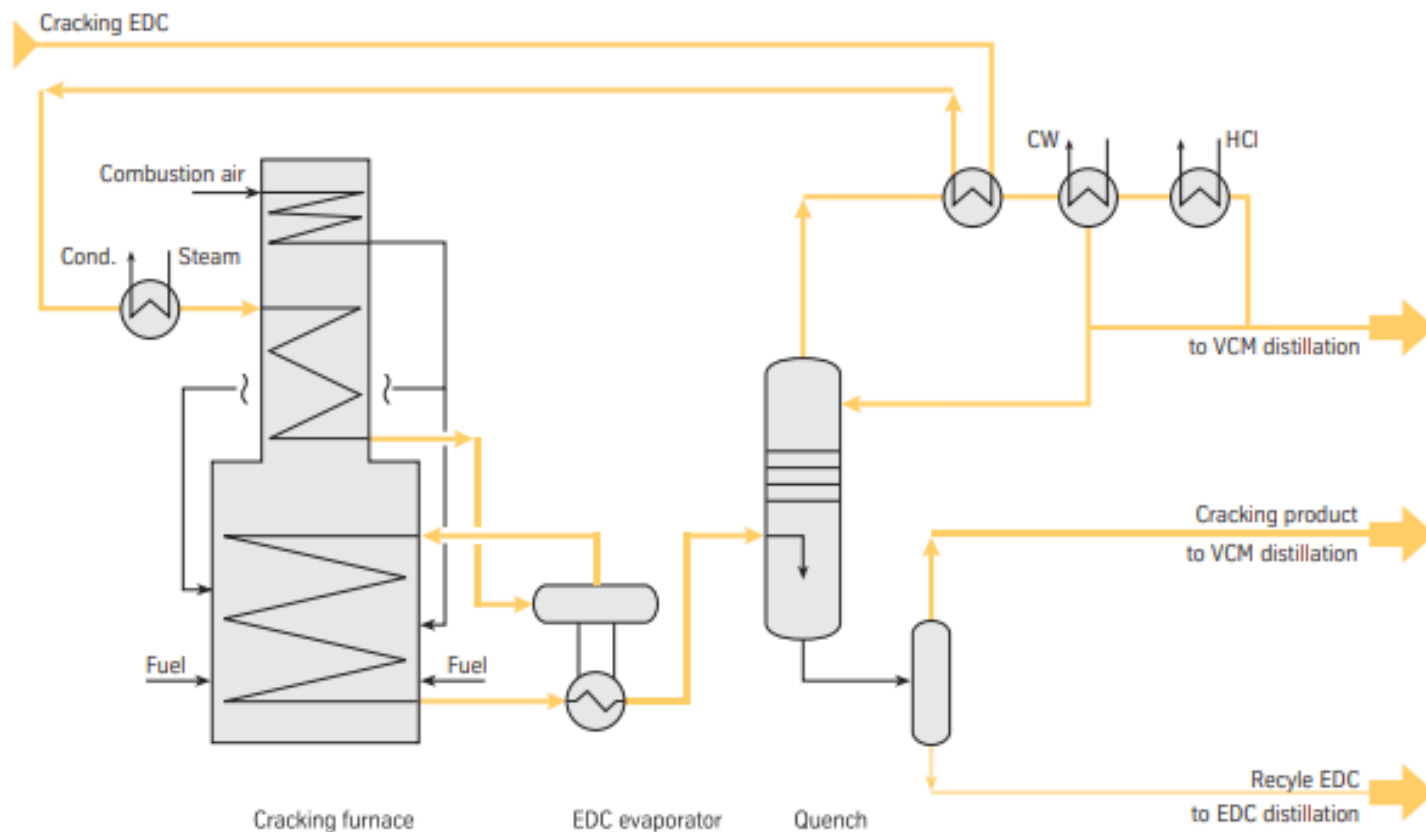 Cracking EDC
CW
HCl
Combustion air
Cond.
Steam
to VCM distillation
Cracking product
to VCM distillation
Fuel
Fuel
Recyle EDC
to EDC distillation
Cracking furnace
EDC evaporator
Quench